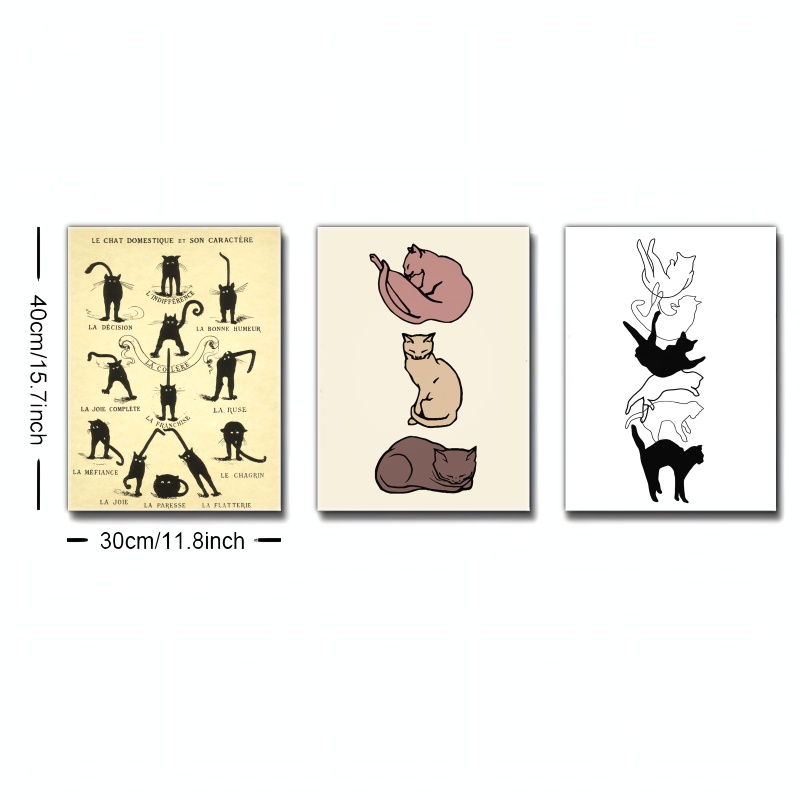 LE CHAT DOMESTIQUE ET SON CARACTÈRE
L'INDIFFÉRENCE
LA DÉCISION
LA BONNE HUMEUR
LA COLÈRE
LA JOIE COMPLÈTE
LA RUSE
LA FRANCHISE
LA MÉFIANCE
LE CHAGRIN
LA JOIE
LA PARESSE
LA FLATTERIE
40cm/15.7inch
30cm/11.8inch